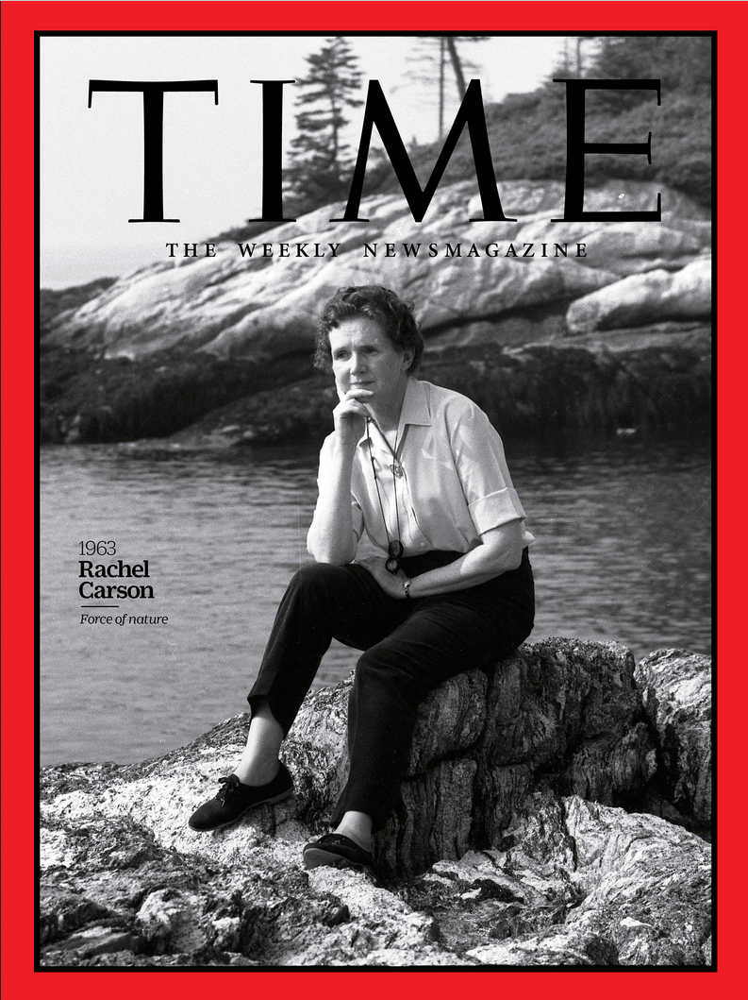 TIME
THE WEEKLY NEWSMAGAZINE
1963
Rachel
Carson
Force of nature